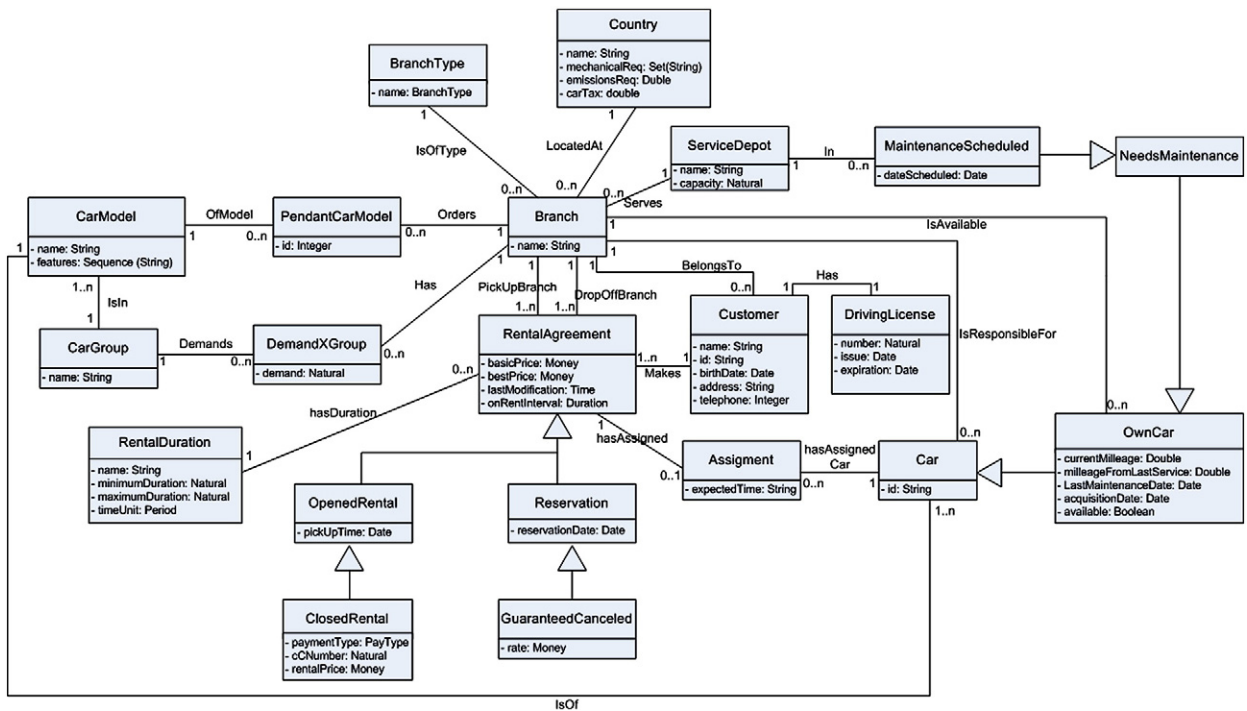 Country
- name: String
- mechanicalReq: Set(String)
- emissionsReq: Duble
- carTax: double
BranchType
- name: BranchType
1
1
IsOfType
LocatedAt
0..n
0..n
ServiceDepot
- name: String
- capacity: Natural
1
Serves
1
In
0..n
MaintenanceScheduled
- dateScheduled: Date
NeedsMaintenance
CarModel
- name: String
- features: Sequence (String)
OfModel
1
0..n
PendantCarModel
- id: Integer
Orders
0..n
1
Branch
- name: String
1
IsAvailable
1
1
1..n
IsIn
1
Has
1
1
1
1
PickUpBranch
DropOffBranch
1..n
1..n
BelongsTo
0..n
Has
1
1
CarGroup
- name: String
Demands
1
0..n
DemandXGroup
- demand: Natural
0..n
RentalAgreement
- basicPrice: Money
- bestPrice: Money
- lastModification: Time
- onRentInterval: Duration
0..n
1..n
1
Makes
Customer
- name: String
- id: String
- birthDate: Date
- address: String
- telephone: Integer
DrivingLicense
- number: Natural
- issue: Date
- expiration: Date
IsResponsibleFor
0..n
0..n
hasDuration
1
RentalDuration
- name: String
- minimumDuration: Natural
- maximumDuration: Natural
- timeUnit: Period
1
hasAssigned
0..1
Assigment
- expectedTime: String
hasAssigned
Car
0..n
1
Car
- id: String
1..n
OwnCar
- currentMileage: Double
- milleageFromLastService: Double
- LastMaintenanceDate: Date
- acquisitionDate: Date
- available: Boolean
OpenedRental
- pickUpTime: Date
Reservation
- reservationDate: Date
ClosedRental
- paymentType: PayType
- cCNumber: Natural
- rentalPrice: Money
GuaranteedCanceled
- rate: Money
IsOf